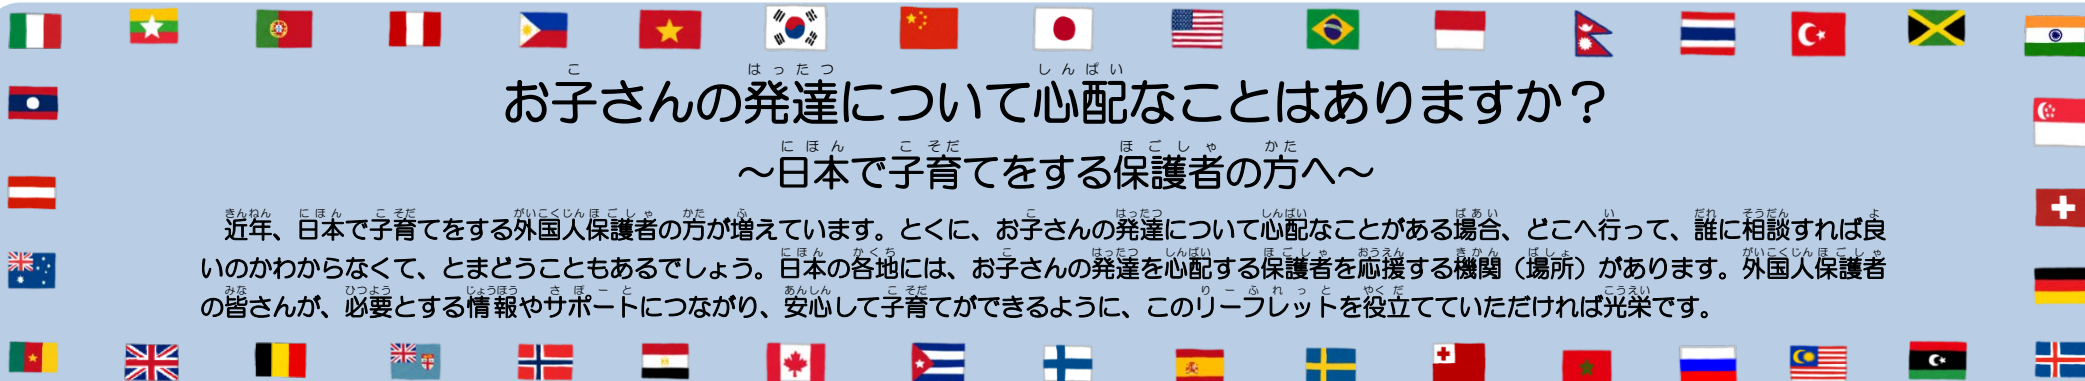 お子さんの発達について心配なことはありますか？
～日本で子育てをする保護者の方へ～
近年、日本で子育てをする外国人保護者の方が増えています。とくに、お子さんの発達について心配なことがある場合、どこへ行って、誰に相談すれば良
いのかわからなくて、とまどうこともあるでしょう。日本の各地には、お子さんの発達を心配する保護者を応援する機関（場所）があります。外国人保護者
の皆さんが、必要とする情報やサポートにつながり、安心して子育てができるように、このリーフレットを役立てていただければ光栄です。